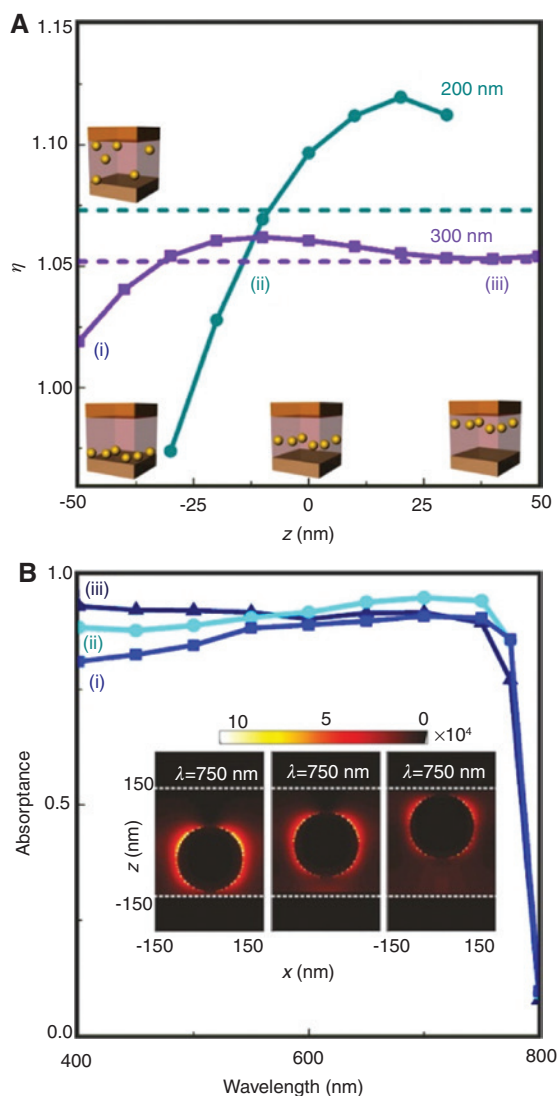 A
1.15
200 nm
1.10
300 nm
η
1.05
(ii)
(iii)
(i)
1.00
-50
-25
0
25
50
z (nm)
B
1.0
(iii)
(ii)
(i)
10 5 0
×10⁴
λ=750 nm λ=750 nm λ=750 nm
150
0.5
Absorptance
z (nm)
-150
-150 150 -150 150
x (nm)
0.0
400 600 800
Wavelength (nm)